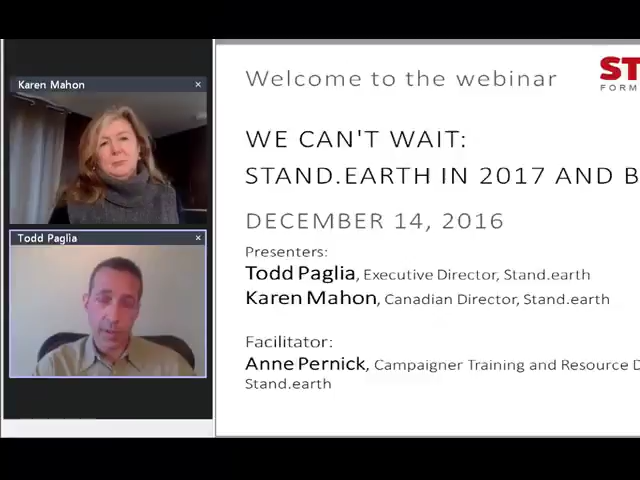 Karen Mahon
Todd Paglia
Welcome to the webinar
ST
FORM
WE CAN'T WAIT:
STAND.EARTH IN 2017 AND B
DECEMBER 14, 2016
Presenters:
Todd Paglia, Executive Director, Stand.earth
Karen Mahon, Canadian Director, Stand.earth
Facilitator:
Anne Pernick, Campaigner Training and Resource D
Stand.earth